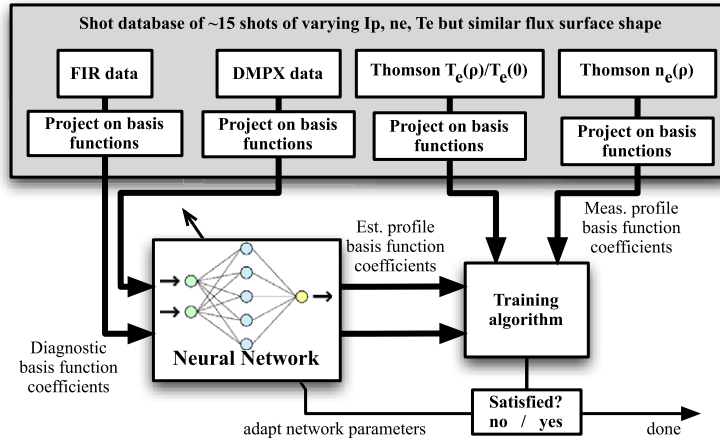 Shot database of ~15 shots of varying Ip, ne, Te but similar flux surface shape
FIR data
DMPX data
Thomson Te(ρ)/Te(0)
Thomson ne(ρ)
Project on basis
functions
Project on basis
functions
Project on basis
functions
Project on basis
functions
Est. profile
basis function
coefficients
Meas. profile
basis function
coefficients
Neural Network
Training
algorithm
Diagnostic
basis function
coefficients
Satisfied?
no / yes
adapt network parameters
done